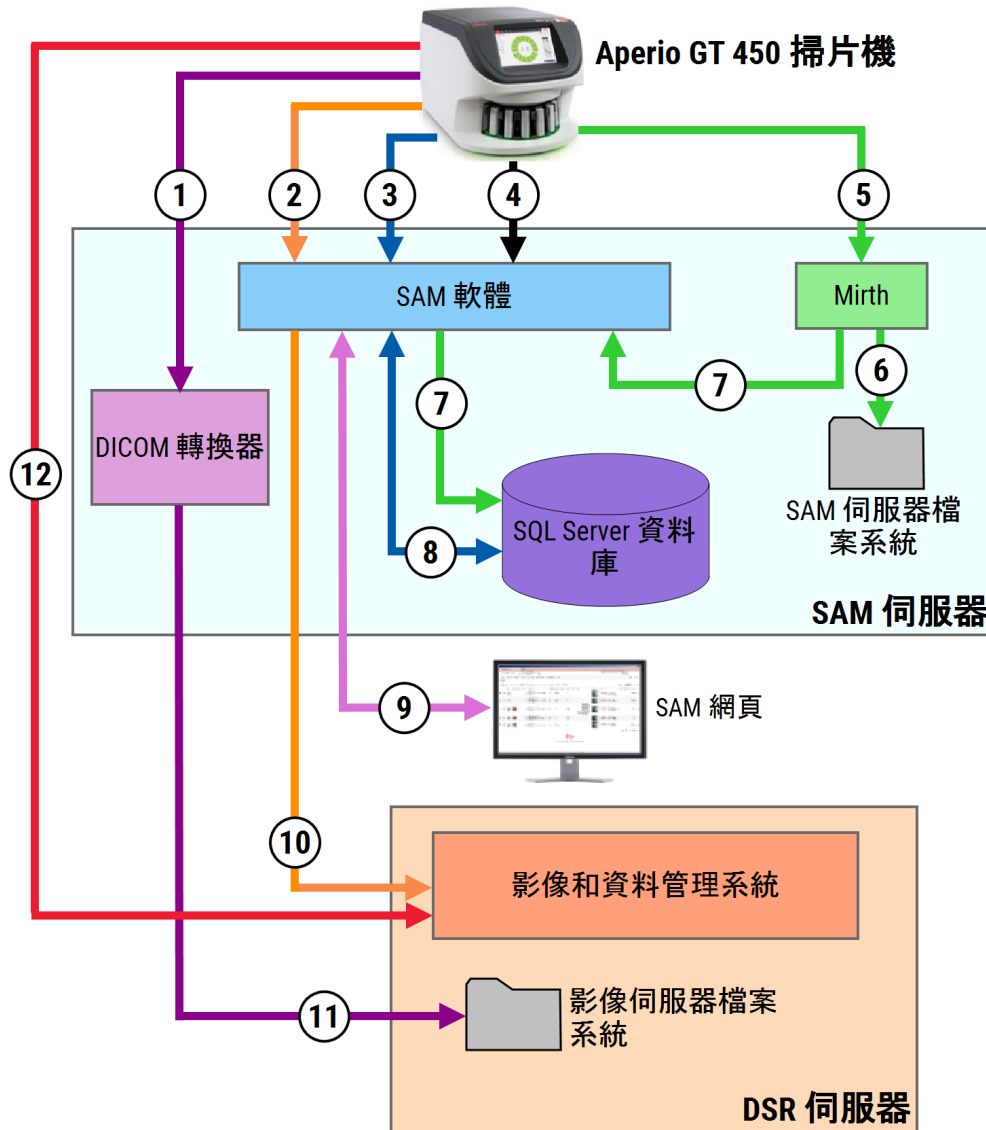 Aperio GT 450 掃片機
1
2
3
4
5
SAM 軟體
Mirth
7
7
6
DICOM 轉換器
12
SAM 伺服器檔
案系統
SQL Server 資料
庫
8
SAM 伺服器
9
SAM 網頁
10
影像和資料管理系統
11
影像伺服器檔案
系統
DSR 伺服器